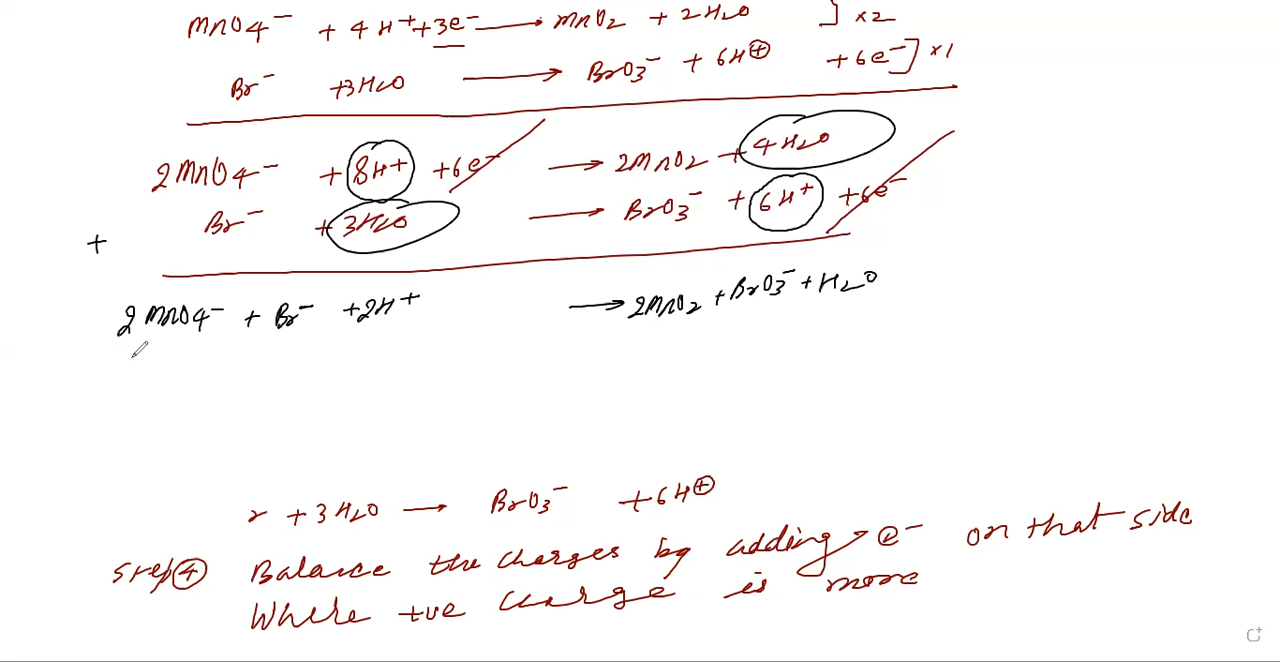 MnO4⁻ + 4H⁺ + 3e⁻ → MnO2 + 2H2O ] ×2
Br⁻ + 3H2O → BrO3⁻ + 6H⊕ + 6e⁻ ] ×1
2MnO4⁻ + 8H⁺ + 6e⁻ → 2MnO2 + 4H2O
Br⁻ + 3H2O → BrO3⁻ + 6H⁺ + 6e⁻
+
2MnO4⁻ + Br⁻ + 2H⁺ → 2MnO2 + BrO3⁻ + H2O
r + 3H2O → BrO3⁻ + 6H⊕
Step ④ Balance the charges by adding e⁻ on that side
Where +ve charge is more